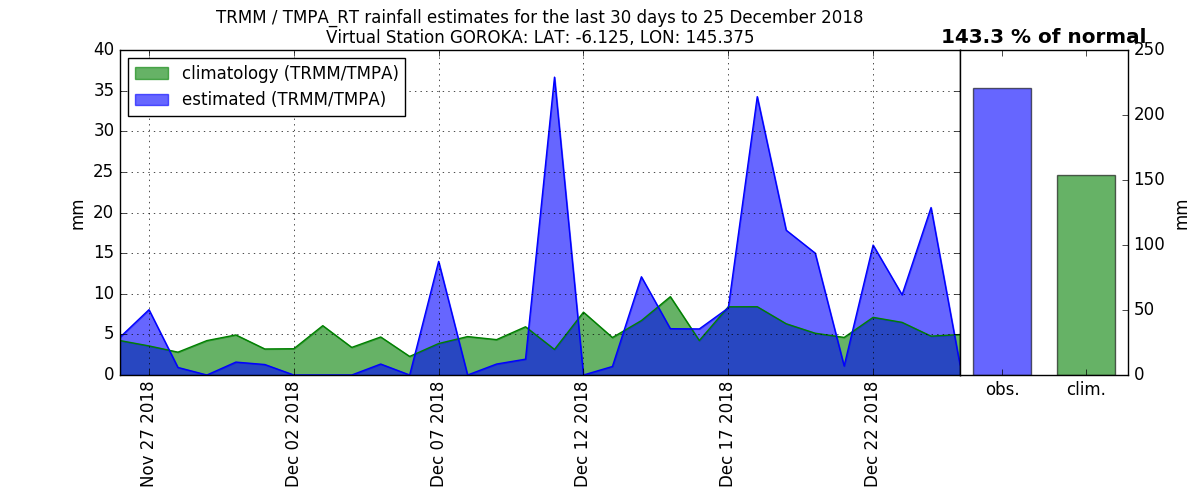 TRMM / TMPA_RT rainfall estimates for the last 30 days to 25 December 2018
Virtual Station GOROKA: LAT: -6.125, LON: 145.375
143.3 % of normal
climatology (TRMM/TMPA)
estimated (TRMM/TMPA)
mm
40
35
30
25
20
15
10
5
0
Nov 27 2018
Dec 02 2018
Dec 07 2018
Dec 12 2018
Dec 17 2018
Dec 22 2018
obs.
clim.
250
200
150
100
50
0
mm